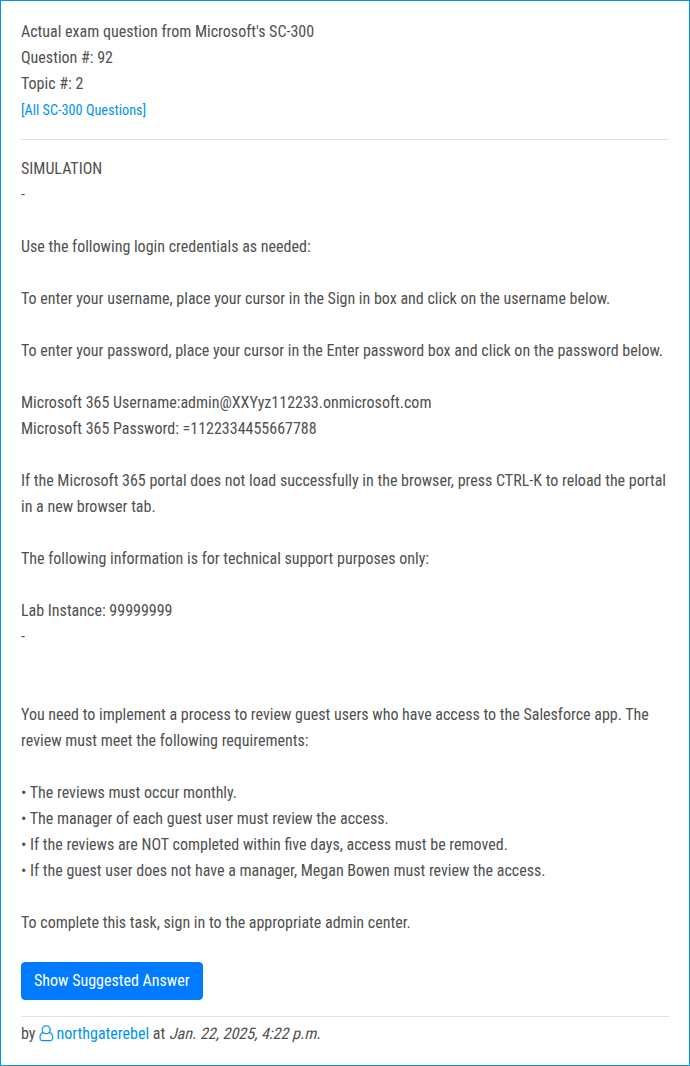 Actual exam question from Microsoft's SC-300
Question #: 92
Topic #: 2
[All SC-300 Questions]
SIMULATION
-
Use the following login credentials as needed:
To enter your username, place your cursor in the Sign in box and click on the username below.
To enter your password, place your cursor in the Enter password box and click on the password below.
Microsoft 365 Username:admin@XXYyz112233.onmicrosoft.com
Microsoft 365 Password: =1122334455667788
If the Microsoft 365 portal does not load successfully in the browser, press CTRL-K to reload the portal
in a new browser tab.
The following information is for technical support purposes only:
Lab Instance: 99999999
-
You need to implement a process to review guest users who have access to the Salesforce app. The
review must meet the following requirements:
• The reviews must occur monthly.
• The manager of each guest user must review the access.
• If the reviews are NOT completed within five days, access must be removed.
• If the guest user does not have a manager, Megan Bowen must review the access.
To complete this task, sign in to the appropriate admin center.
Show Suggested Answer
by northgaterebel at Jan. 22, 2025, 4:22 p.m.